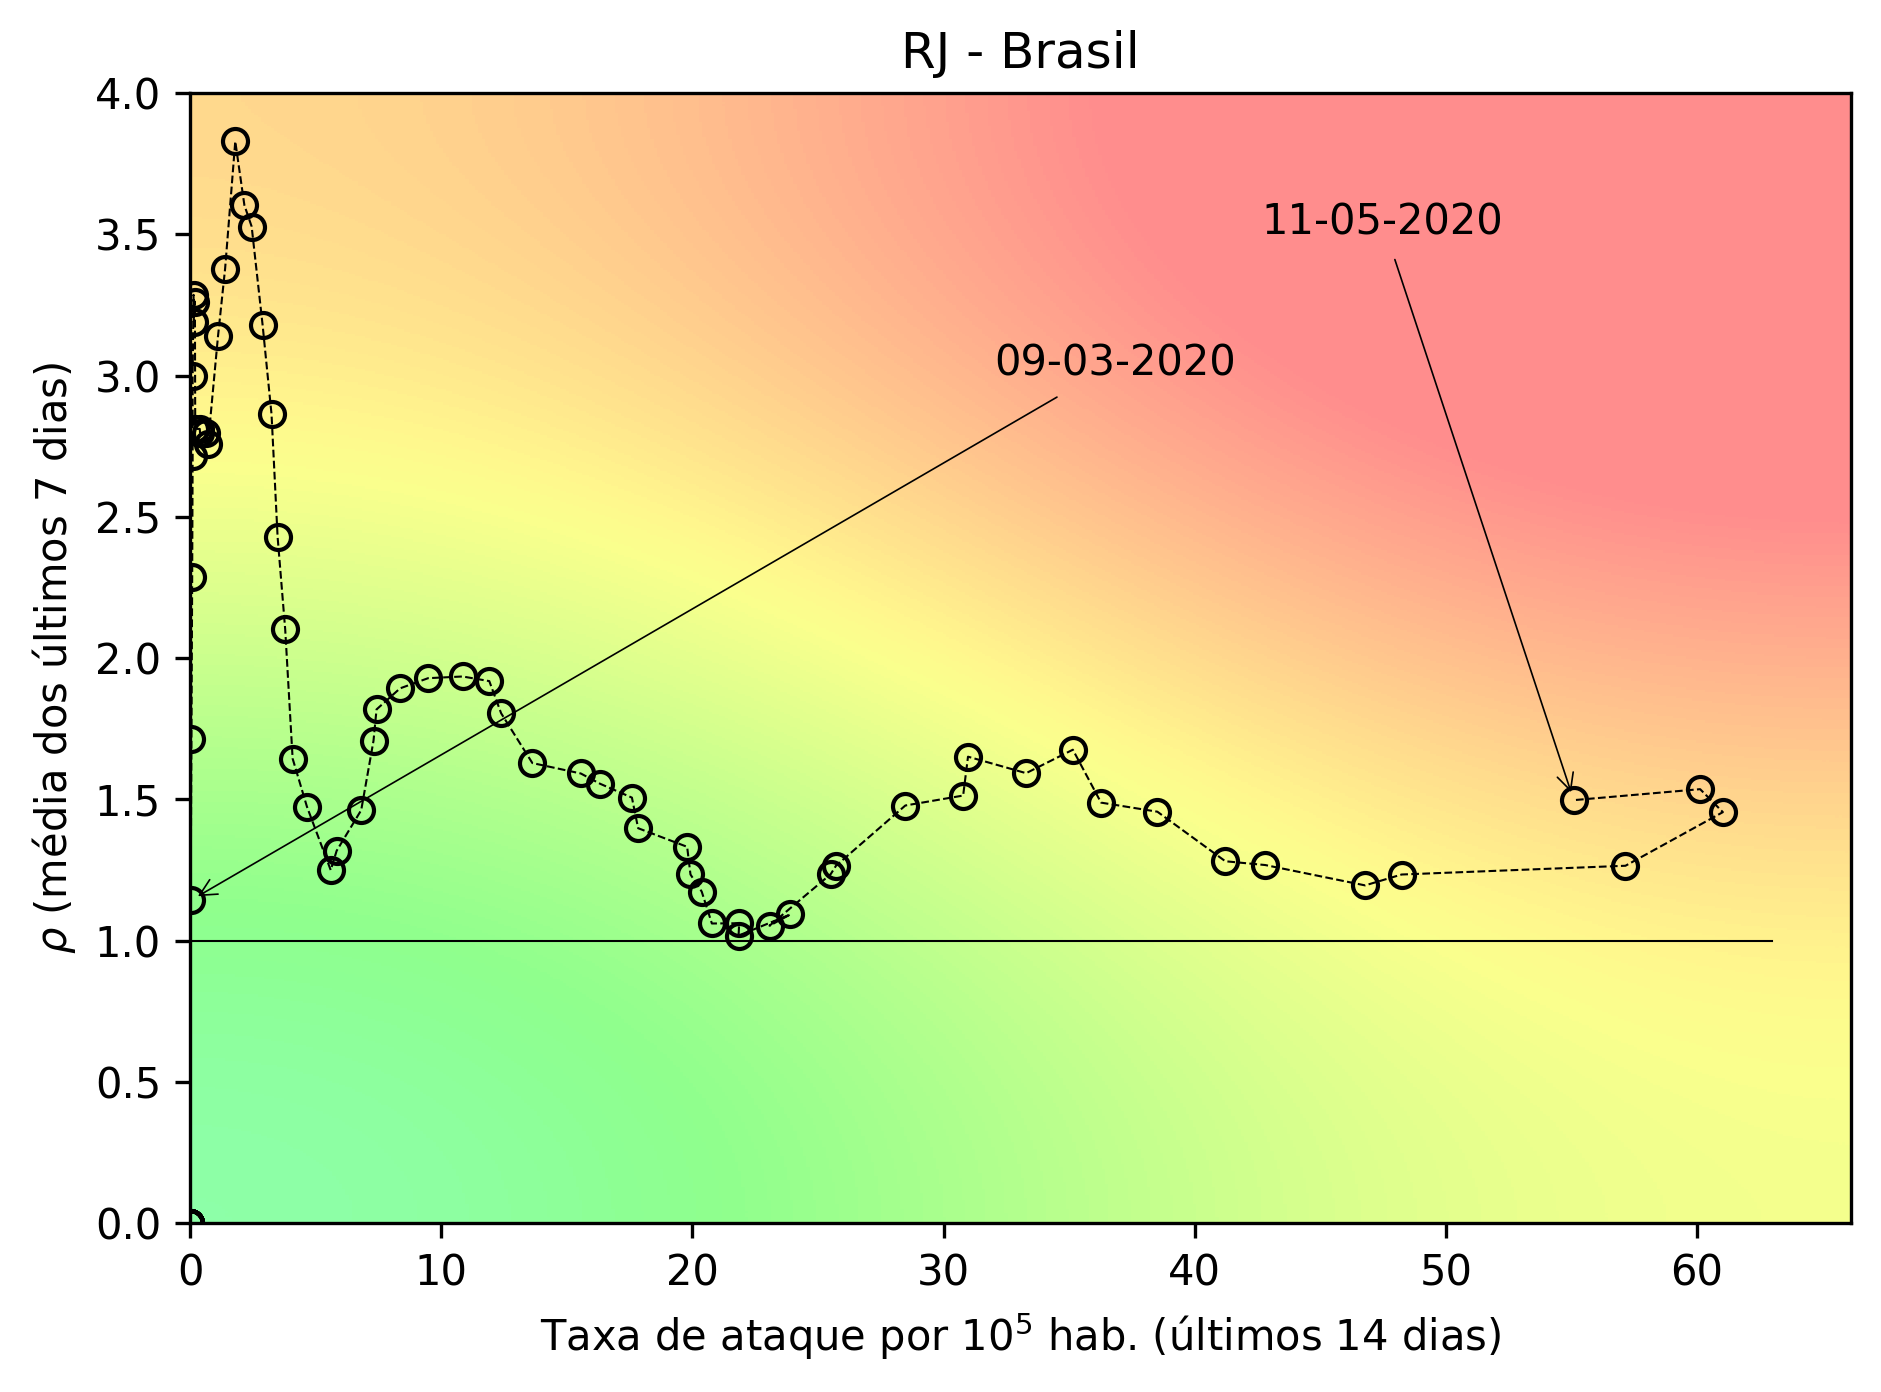 RJ - Brasil
4.0
3.5
3.0
2.5
2.0
1.5
1.0
0.5
0.0
ρ (média dos últimos 7 dias)
11-05-2020
09-03-2020
0 10 20 30 40 50 60
Taxa de ataque por 10⁵ hab. (últimos 14 dias)